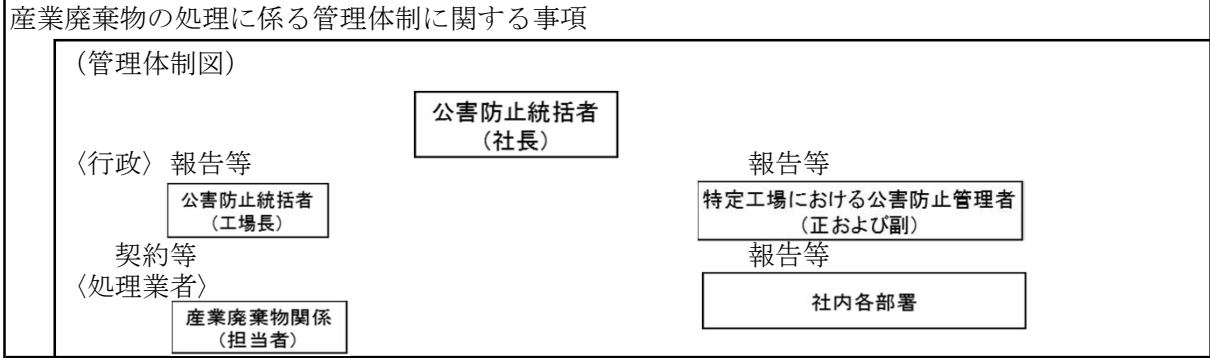 産業廃棄物の処理に係る管理体制に関する事項
（管理体制図）
公害防止統括者
（社長）
〈行政〉 報告等
報告等
公害防止統括者
（工場長）
特定工場における公害防止管理者
（正および副）
契約等
報告等
〈処理業者〉
社内各部署
産業廃棄物関係
（担当者）